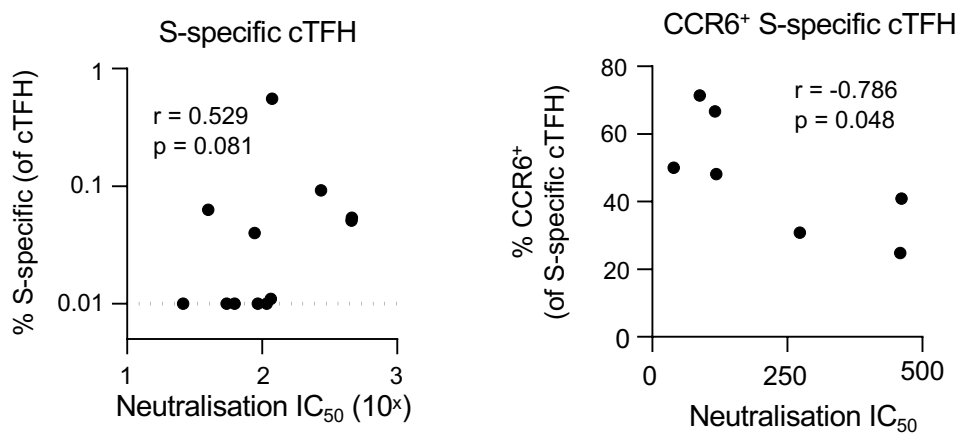 S-specific cTFH
% S-specific (of cTFH)
1
0.1
0.01
r = 0.529
p = 0.081
1 2 3
Neutralisation IC₅₀ (10ˣ)
CCR6⁺ S-specific cTFH
% CCR6⁺
(of S-specific cTFH)
80
60
40
20
0
r = -0.786
p = 0.048
0 250 500
Neutralisation IC₅₀